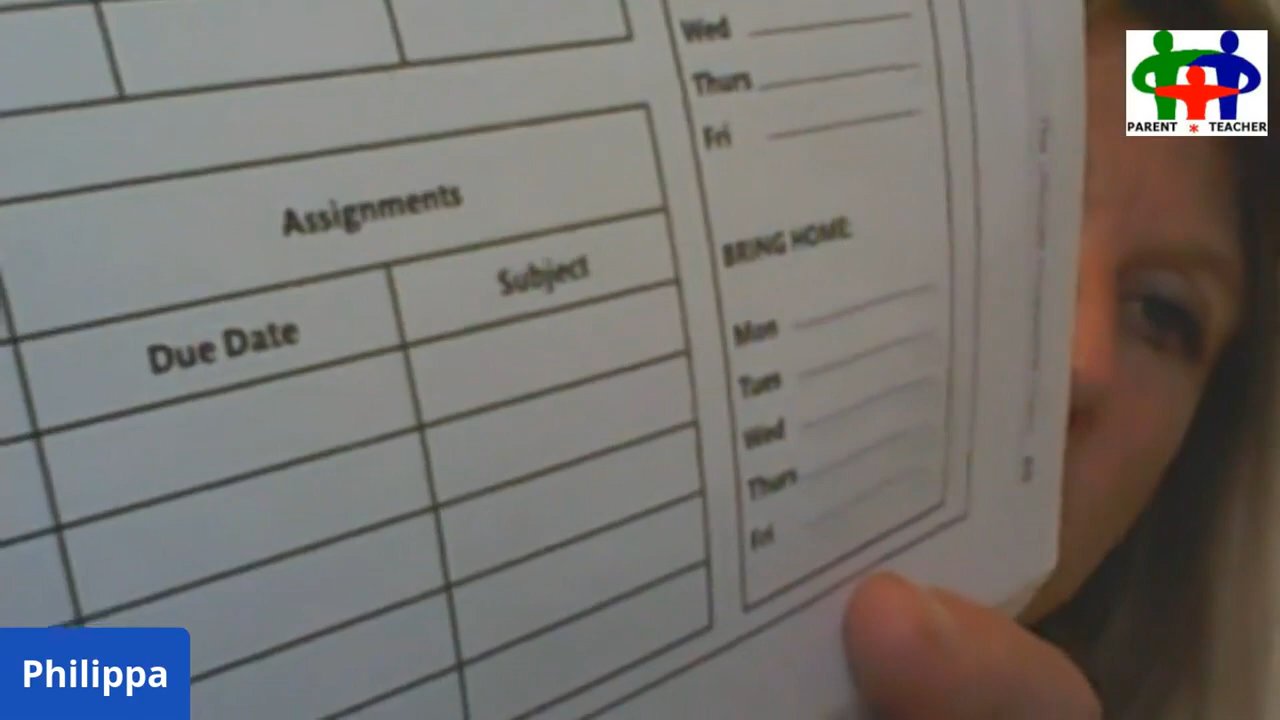 Wed
Thurs
Fri
PARENT * TEACHER
Assignments
Due Date
Subject
BRING HOME:
Mon
Tues
Wed
Thurs
Fri
Philippa